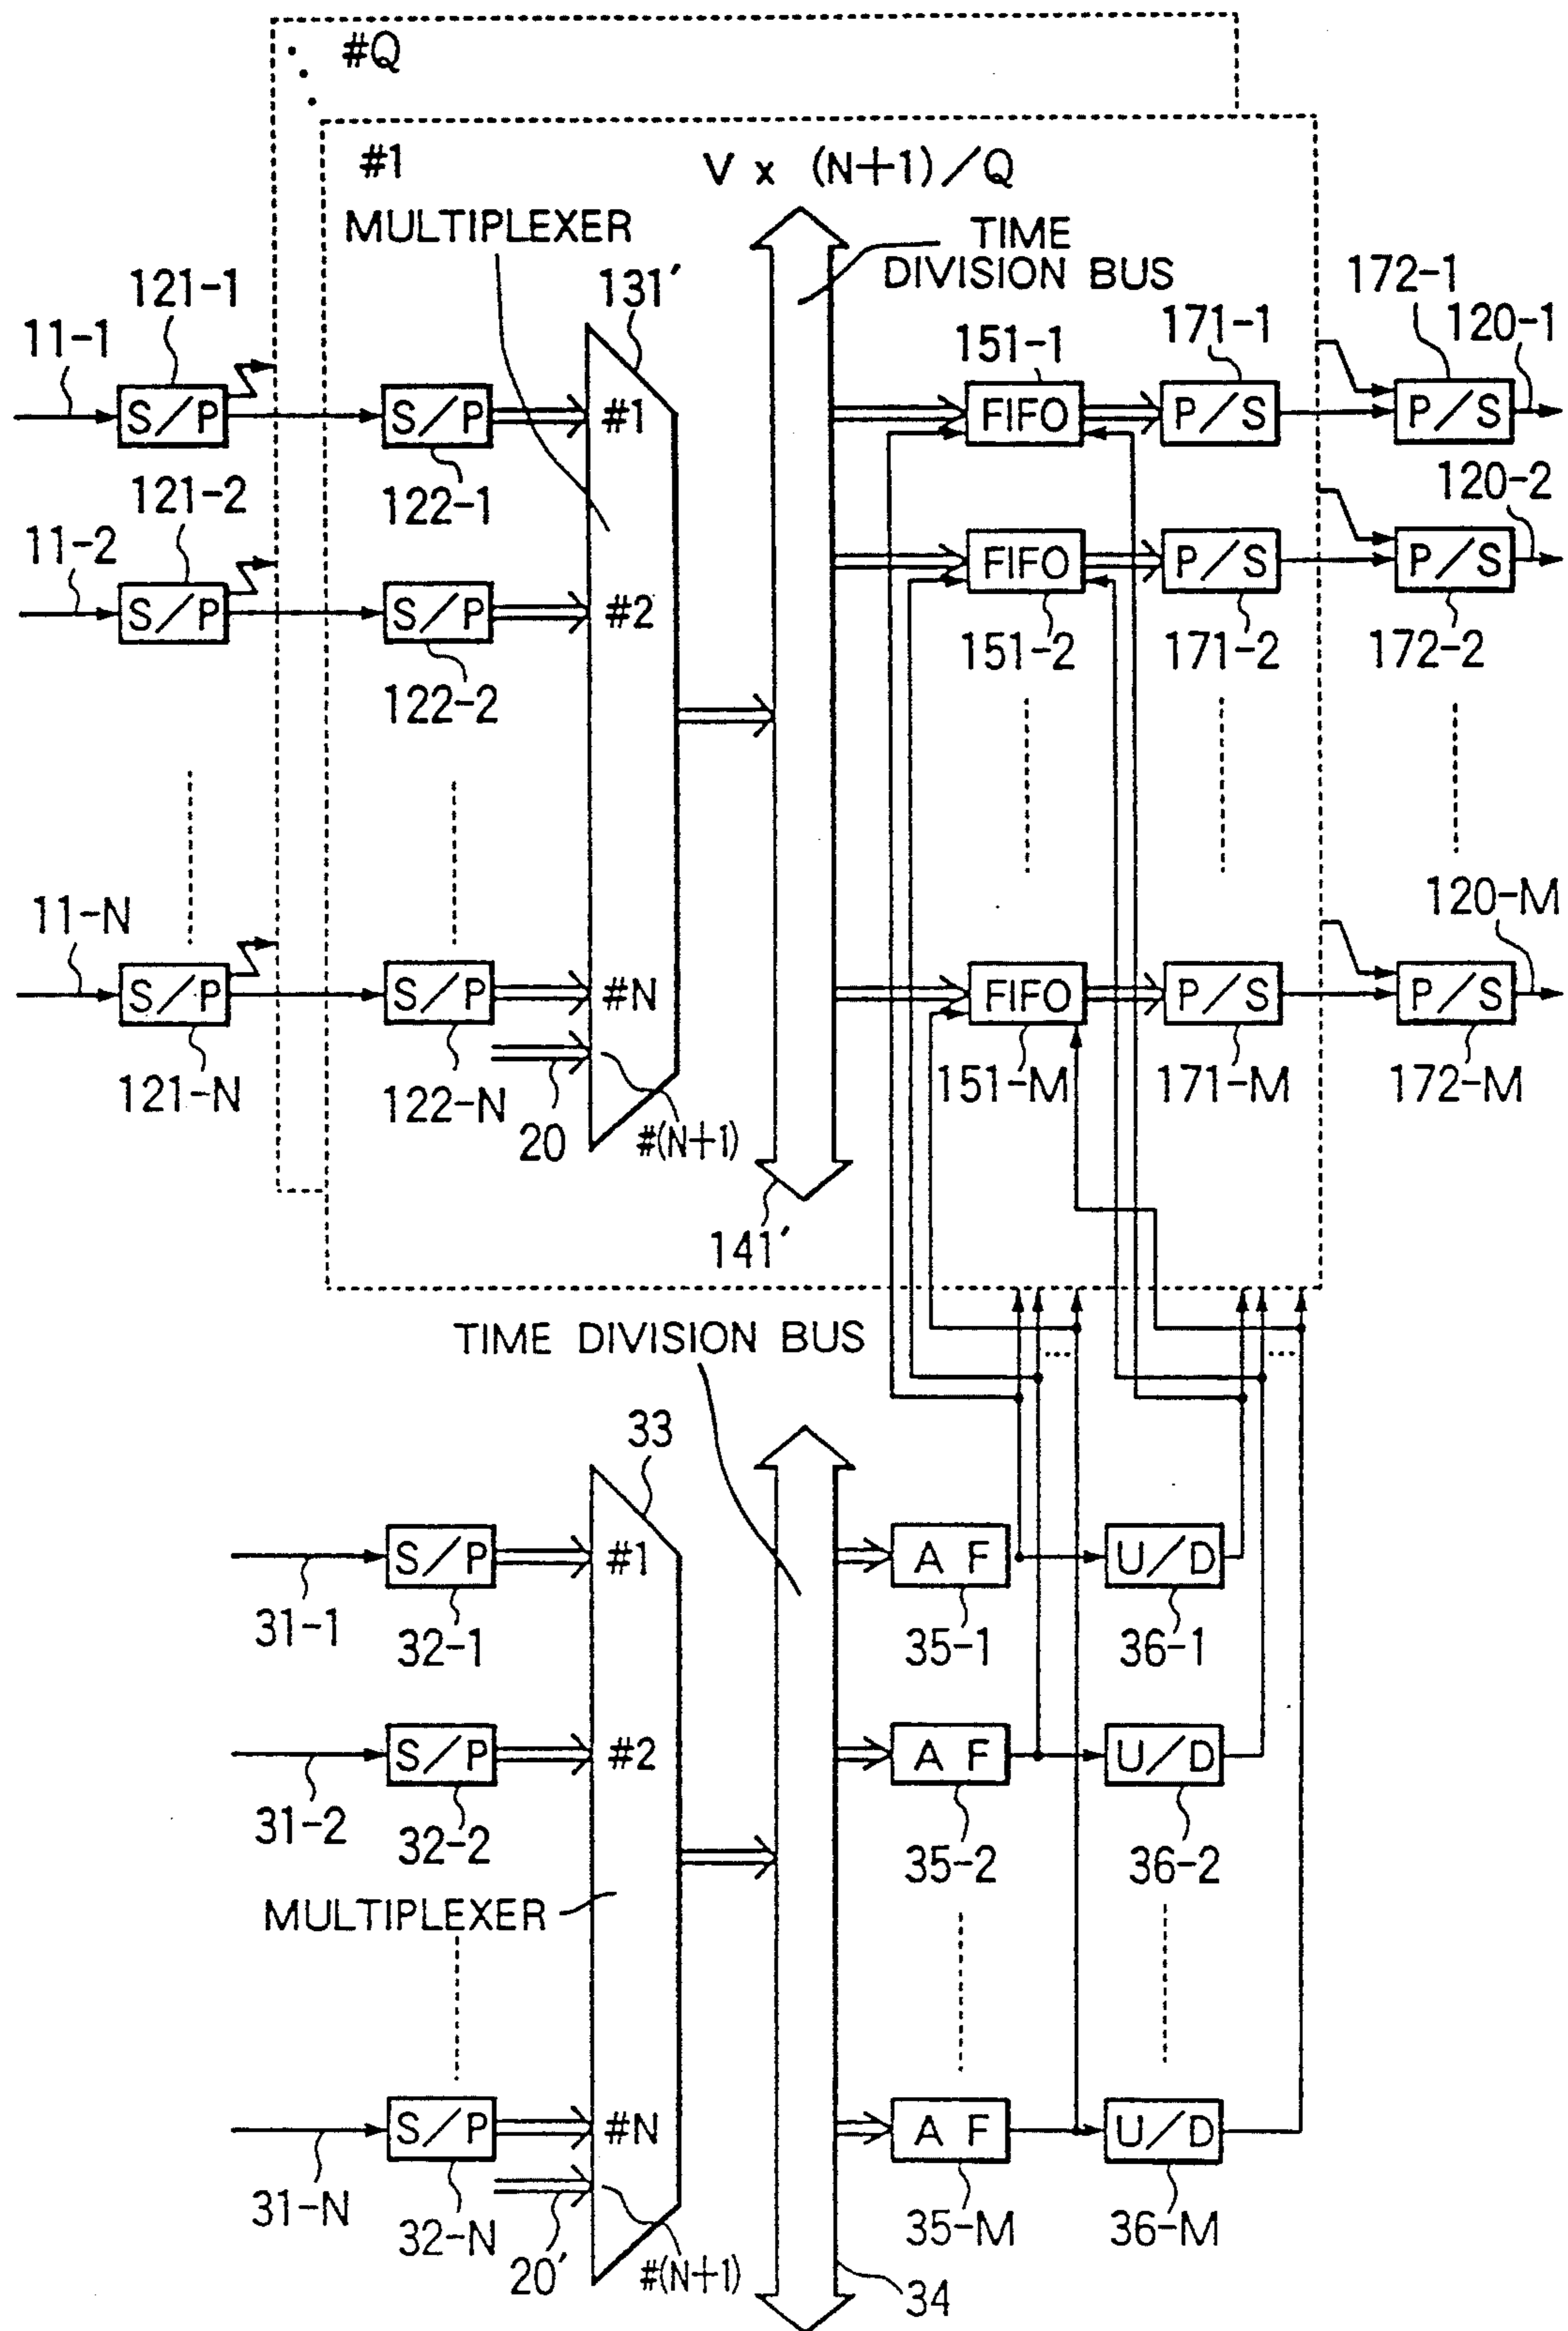 #Q
#1
V x (N+1)/Q
MULTIPLEXER
TIME
DIVISION BUS
131′
121-1
11-1
S/P
S/P
#1
122-1
151-1
FIFO
171-1
P/S
172-1
P/S
120-1
121-2
11-2
S/P
S/P
#2
122-2
FIFO
151-2
P/S
171-2
P/S
172-2
120-2
11-N
S/P
121-N
S/P
122-N
#N
20
#(N+1)
141′
FIFO
151-M
P/S
171-M
P/S
172-M
120-M
TIME DIVISION BUS
33
S/P
#1
31-1
32-1
A F
35-1
U/D
36-1
S/P
#2
31-2
32-2
A F
35-2
U/D
36-2
MULTIPLEXER
S/P
#N
31-N
32-N
20′
#(N+1)
A F
35-M
U/D
36-M
34